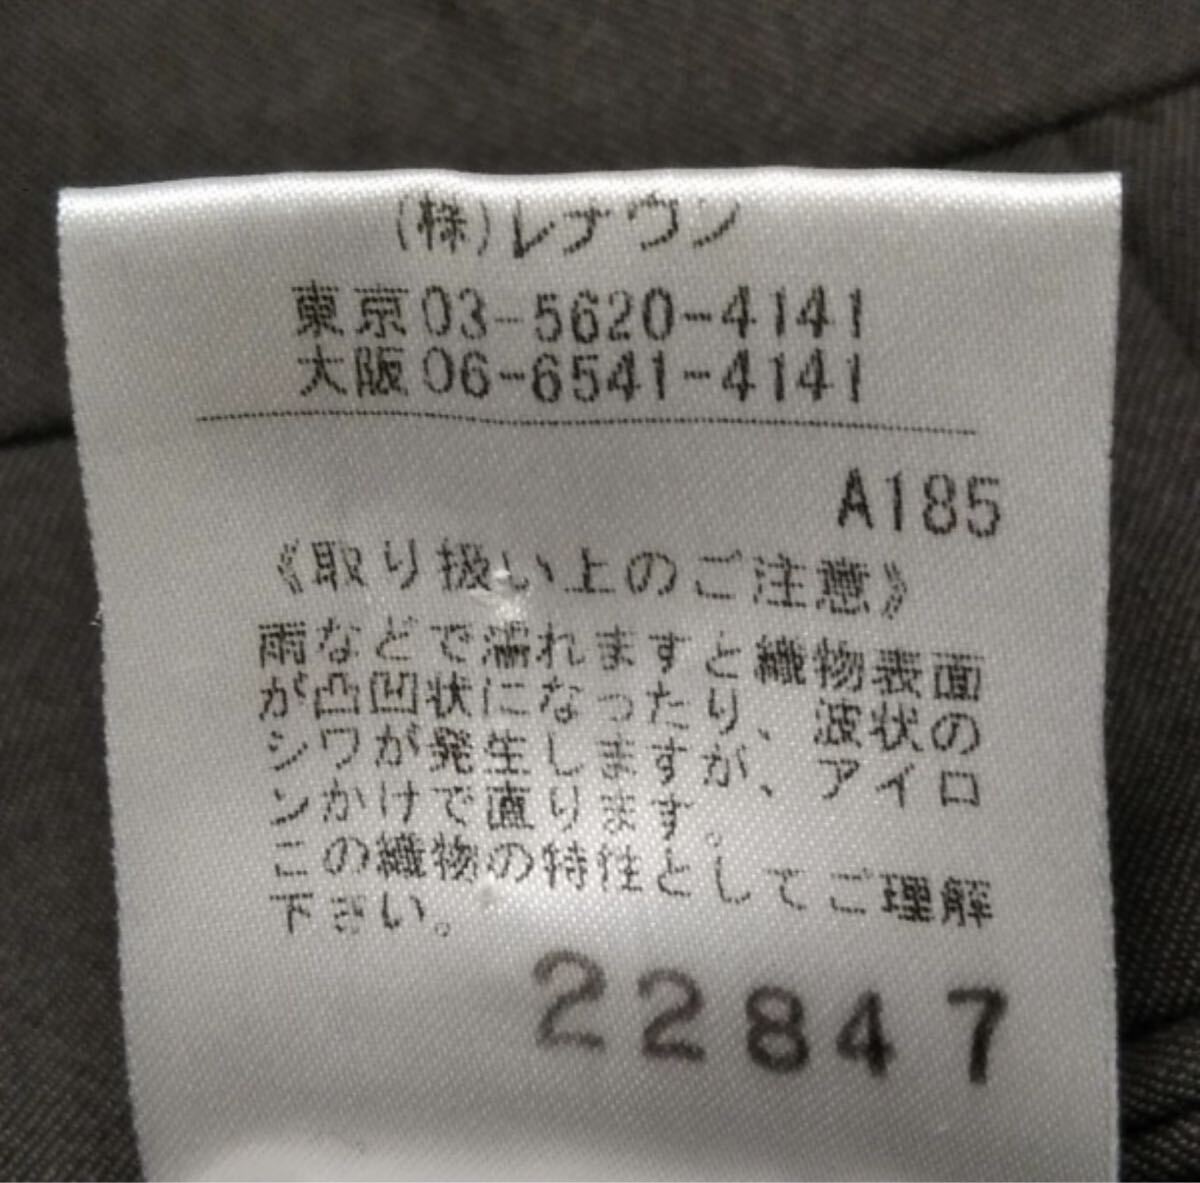 (株)レナウン
東京03-5620-4141
大阪06-6541-4141
A185
《取り扱い上のご注意》
雨などで濡れますと織物表面
が凸凹状になったり、波状の
シワが発生しますが、アイロ
ンかけで直ります。
この織物の特性としてご理解
下さい。
22847